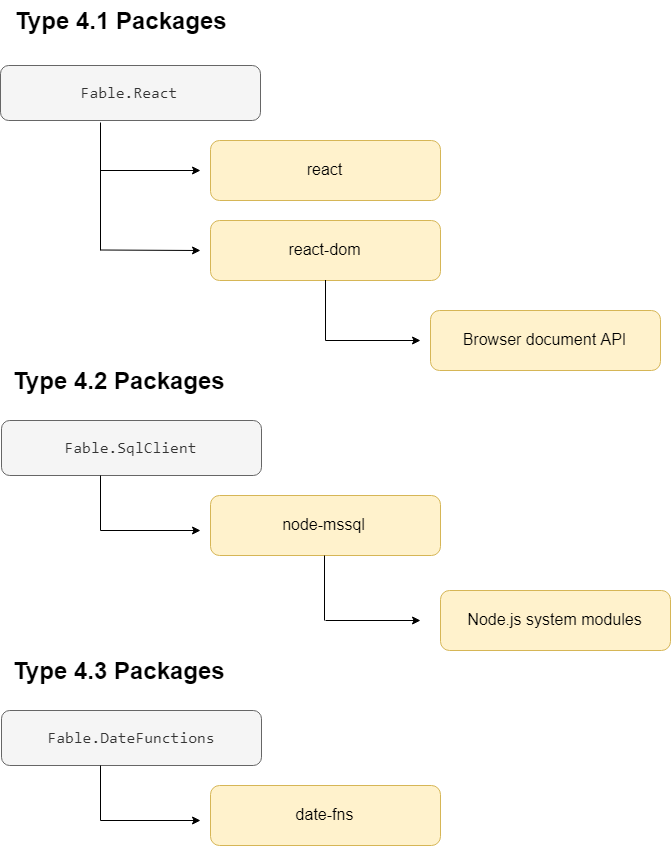 Type 4.1 Packages
Fable.React
react
react-dom
Browser document API
Type 4.2 Packages
Fable.SqlClient
node-mssql
Node.js system modules
Type 4.3 Packages
Fable.DateFunctions
date-fns